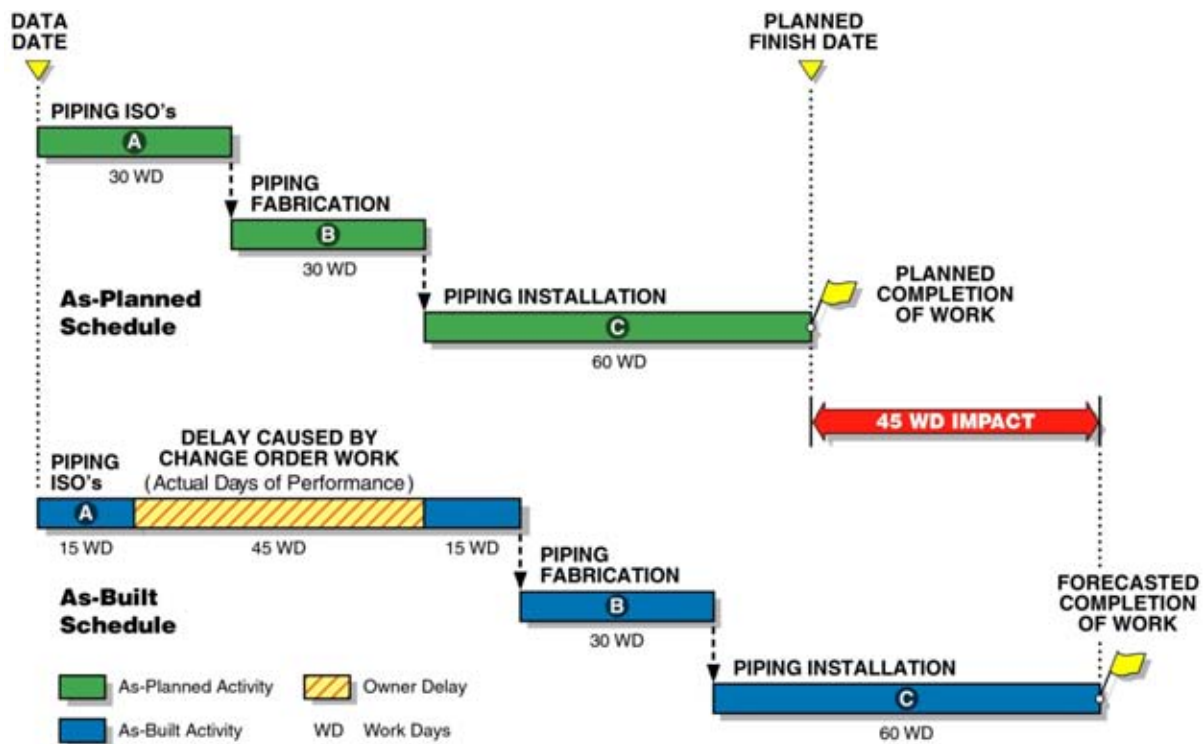 DATA
DATE
PLANNED
FINISH DATE
PIPING ISO's
A
30 WD
PIPING
FABRICATION
B
30 WD
As-Planned
Schedule
PIPING INSTALLATION
C
60 WD
PLANNED
COMPLETION
OF WORK
45 WD IMPACT
DELAY CAUSED BY
CHANGE ORDER WORK
(Actual Days of Performance)
PIPING
ISO's
A
15 WD
45 WD
15 WD
PIPING
FABRICATION
B
30 WD
As-Built
Schedule
FORECASTED
COMPLETION
OF WORK
PIPING INSTALLATION
C
60 WD
As-Planned Activity
Owner Delay
As-Built Activity
WD Work Days